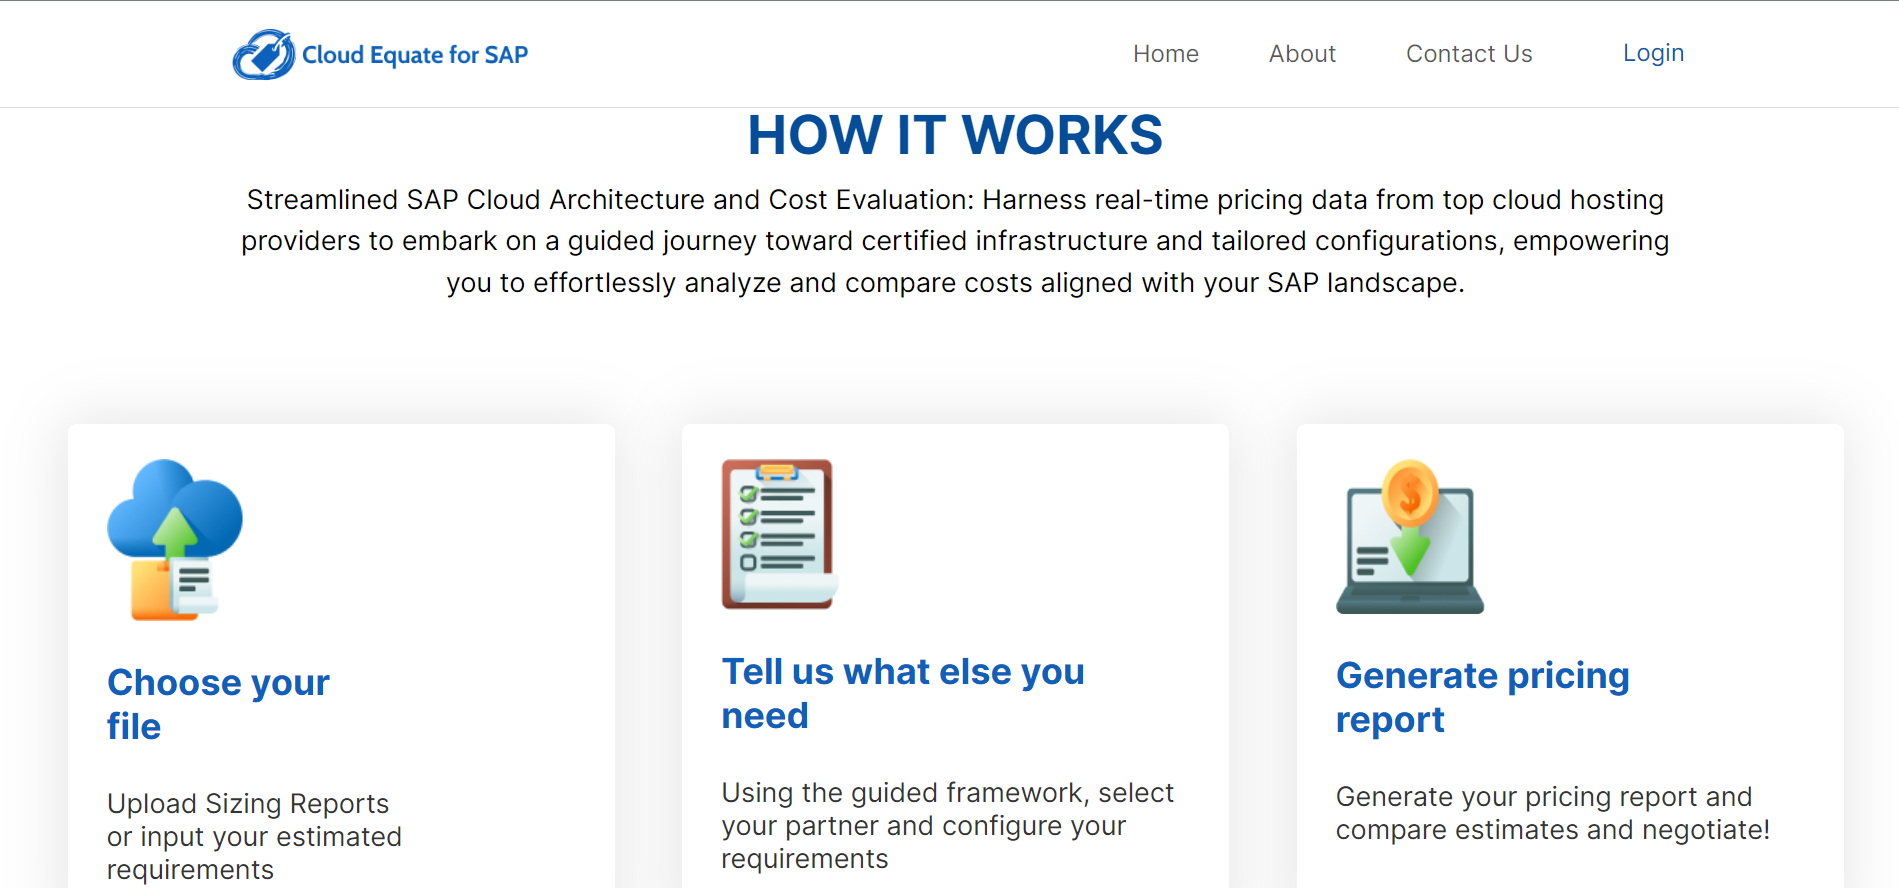 Cloud Equate for SAP
Home
About
Contact Us
Login
HOW IT WORKS
Streamlined SAP Cloud Architecture and Cost Evaluation: Harness real-time pricing data from top cloud hosting
providers to embark on a guided journey toward certified infrastructure and tailored configurations, empowering
you to effortlessly analyze and compare costs aligned with your SAP landscape.
Choose your
file
Upload Sizing Reports
or input your estimated
requirements
Tell us what else you
need
Using the guided framework, select
your partner and configure your
requirements
Generate pricing
report
Generate your pricing report and
compare estimates and negotiate!